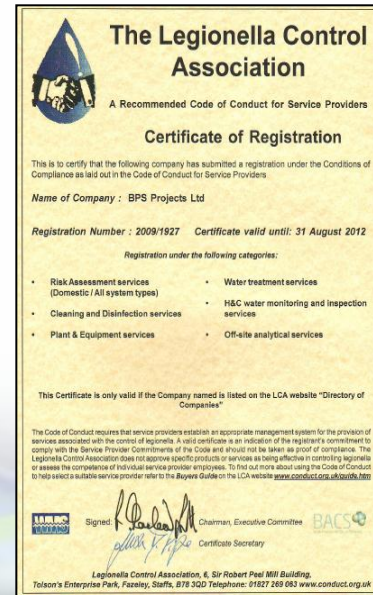 The Legionella Control
Association
A Recommended Code of Conduct for Service Providers
Certificate of Registration
This is to certify that the following company has submitted a registration under the Conditions of
Compliance as laid out in the Code of Conduct for Service Providers
Name of Company : BPS Projects Ltd
Registration Number : 2009/1927 Certificate valid until: 31 August 2012
Registration under the following categories:
• Risk Assessment services
(Domestic / All system types)
• Cleaning and Disinfection services
• Plant & Equipment services
• Water treatment services
• H&C water monitoring and inspection
services
• Off-site analytical services
This Certificate is only valid if the Company named is listed on the LCA website "Directory of
Companies"
The Code of Conduct requires that service providers establish an appropriate management system for the provision of
services associated with the control of legionella. A valid certificate is an indication of the registrant's commitment to
comply with the Service Provider Commitments of the Code and should not be taken as proof of compliance. The
Legionella Control Association does not approve specific products or services as being effective in controlling legionella
or assess the competence of individual service provider employees. To find out more about using the Code of Conduct
to help select a suitable service provider refer to the Buyers Guide on the LCA website www.conduct.org.uk/guide.htm
Signed: Chairman, Executive Committee
BACS
Certificate Secretary
Legionella Control Association, 6, Sir Robert Peel Mill Building,
Tolson's Enterprise Park, Fazeley, Staffs, B78 3QD Telephone: 01827 269 063 www.conduct.org.uk